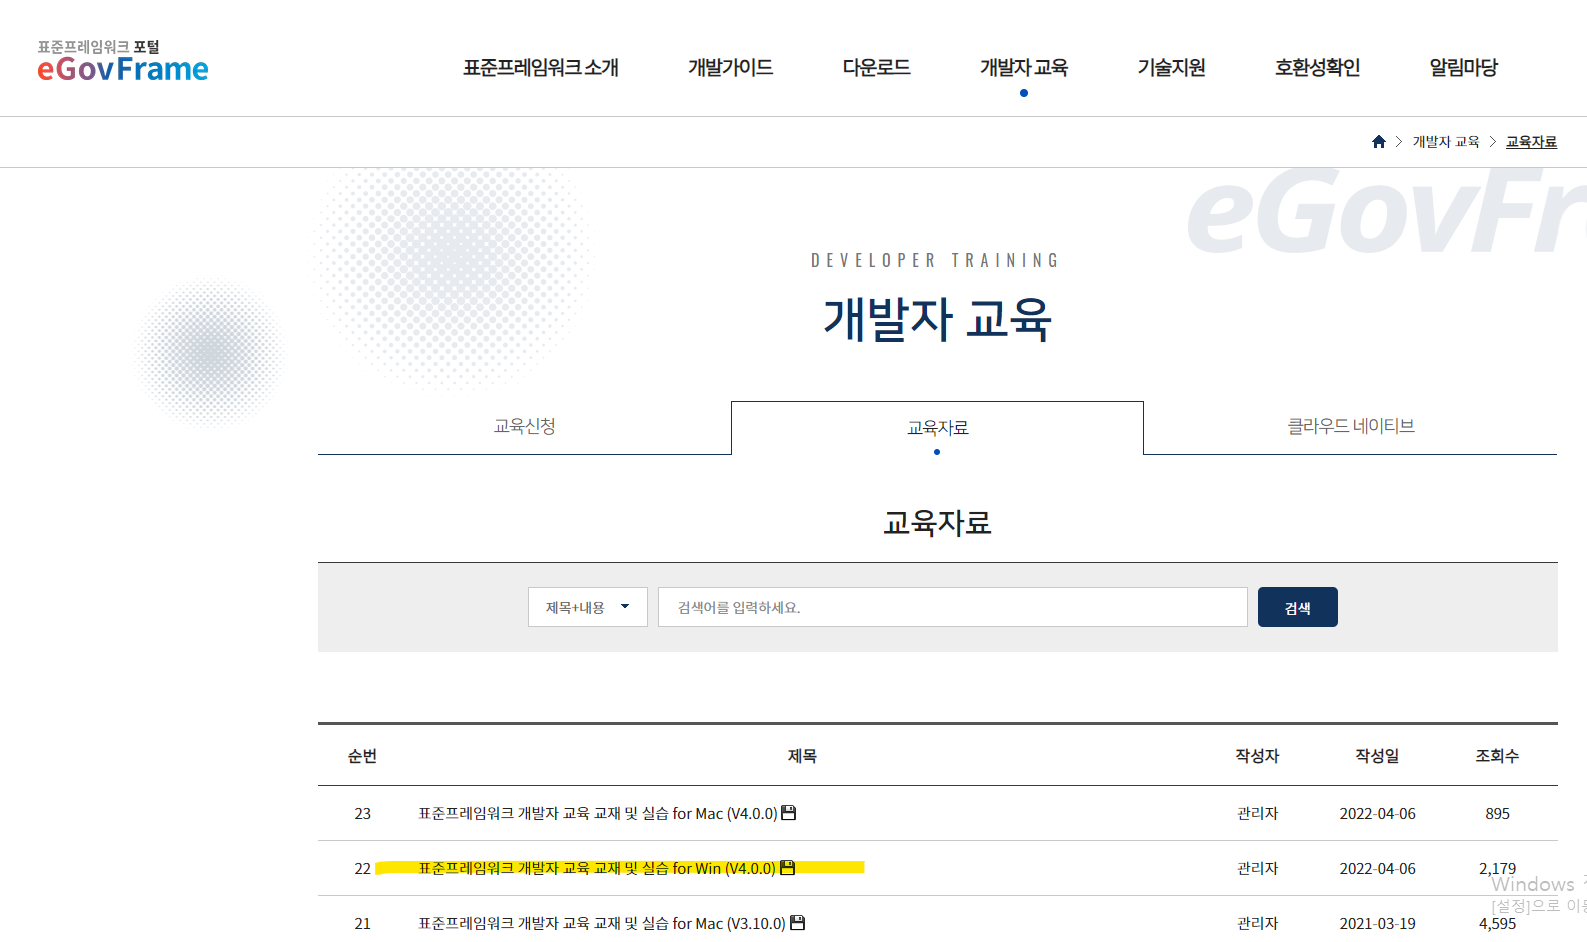 표준프레임워크 포털
eGovFrame
표준프레임워크 소개 개발가이드 다운로드 개발자 교육 기술지원 호환성확인 알림마당
개발자 교육 교육자료
eGovFr
DEVELOPER TRAINING
개발자 교육
교육신청 교육자료 클라우드 네이티브
교육자료
제목+내용 검색어를 입력하세요. 검색
순번 제목 작성자 작성일 조회수
23 표준프레임워크 개발자 교육 교재 및 실습 for Mac (V4.0.0) 관리자 2022-04-06 895
22 표준프레임워크 개발자 교육 교재 및 실습 for Win (V4.0.0) 관리자 2022-04-06 2,179
Windows
[설정]으로 이
21 표준프레임워크 개발자 교육 교재 및 실습 for Mac (V3.10.0) 관리자 2021-03-19 4,595